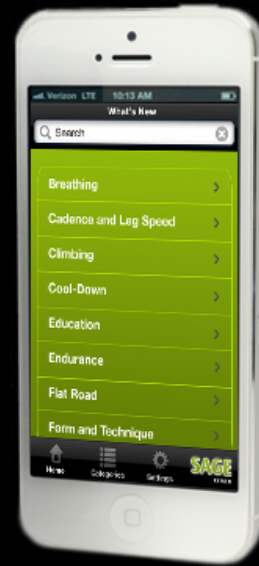 Verizon LTE 10:13 AM
What's New
Search
Breathing
Cadence and Leg Speed
Climbing
Cool-Down
Education
Endurance
Flat Road
Form and Technique
Home Categories Settings SAGE